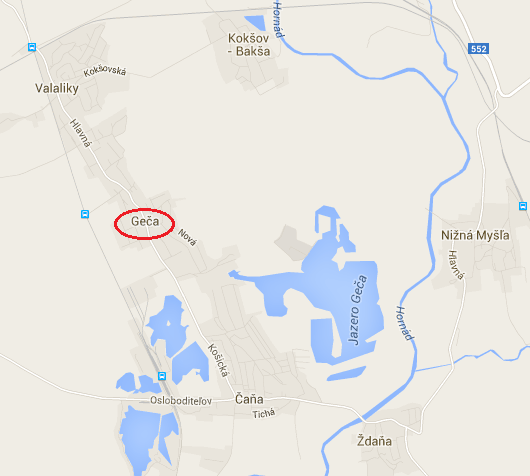 Hornád
Kokšov
- Bakša
552
Kokšovská
Valaliky
Hlavná
Geča
Nová
Nižná Myšľa
Hlavná
Jazero Geča
Hornád
Košická
Osloboditeľov
Čaňa
Tichá
Ždaňa